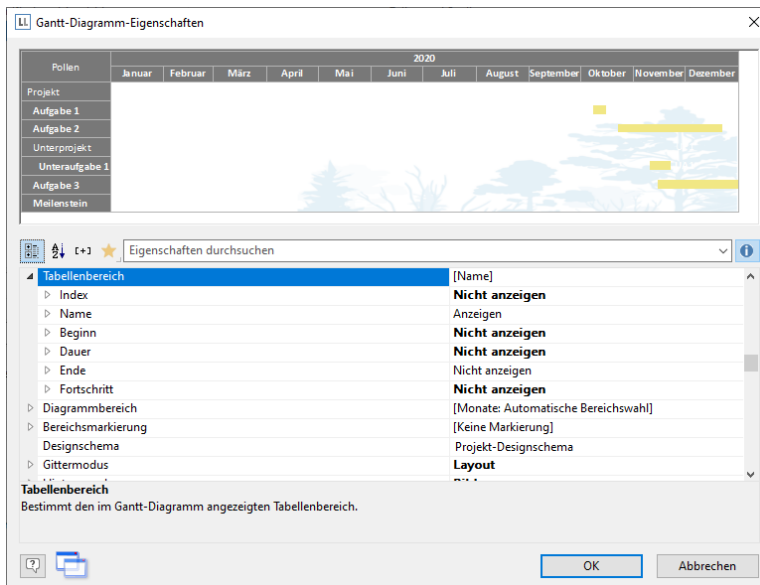 LL Gantt-Diagramm-Eigenschaften
Pollen
2020
Januar Februar März April Mai Juni Juli August September Oktober November Dezember
Projekt
Aufgabe 1
Aufgabe 2
Unterprojekt
Unteraufgabe 1
Aufgabe 3
Meilenstein
Eigenschaften durchsuchen
Tabellenbereich [Name]
Index Nicht anzeigen
Name Anzeigen
Beginn Nicht anzeigen
Dauer Nicht anzeigen
Ende Nicht anzeigen
Fortschritt Nicht anzeigen
Diagrammbereich [Monate: Automatische Bereichswahl]
Bereichsmarkierung [Keine Markierung]
Designschema Projekt-Designschema
Gittermodus Layout
Tabellenbereich
Bestimmt den im Gantt-Diagramm angezeigten Tabellenbereich.
OK Abbrechen